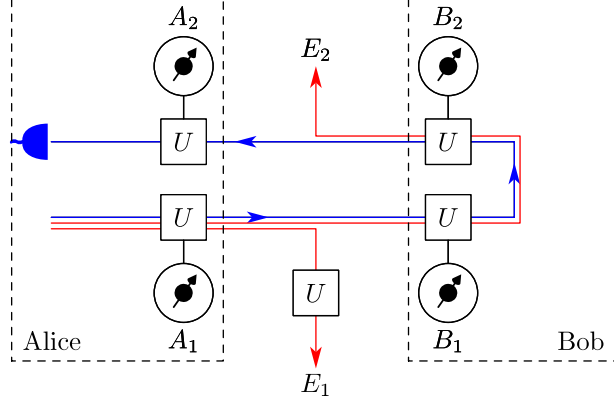 A₂ B₂
E₂
U U
U U
U
Alice A₁ B₁ Bob
E₁